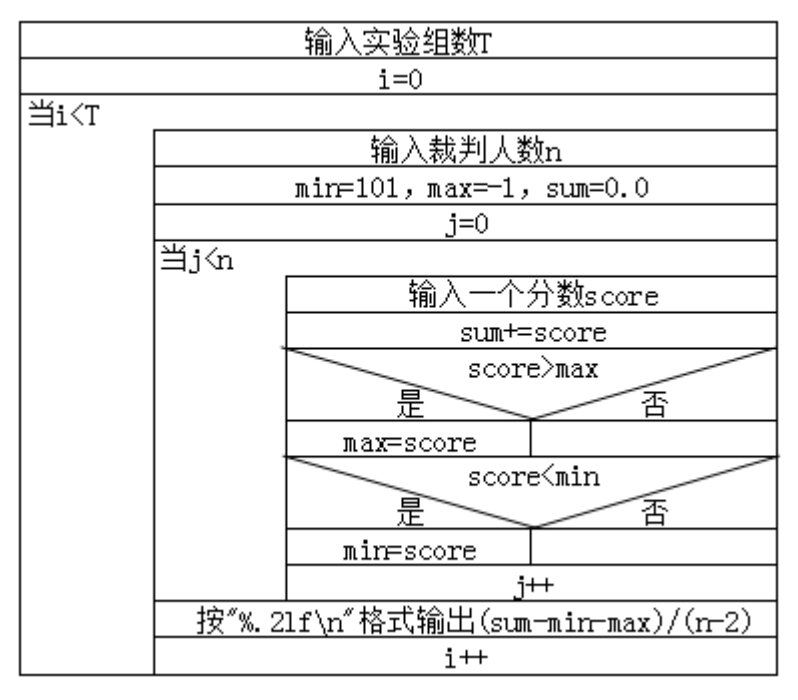 输入实验组数T
i=0
当i<T
输入裁判人数n
min=101，max=-1，sum=0.0
j=0
当j<n
输入一个分数score
sum+=score
score>max
是 否
max=score
score<min
是 否
min=score
j++
按"%.2lf\n"格式输出(sum-min-max)/(n-2)
i++